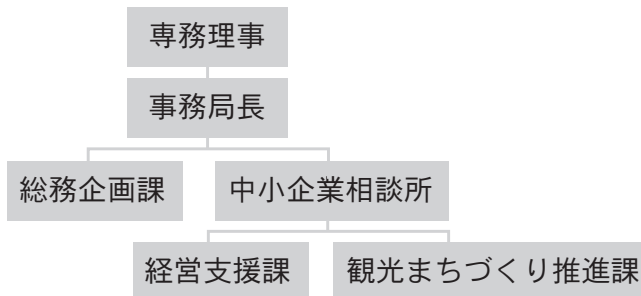 専務理事
事務局長
総務企画課
中小企業相談所
経営支援課
観光まちづくり推進課